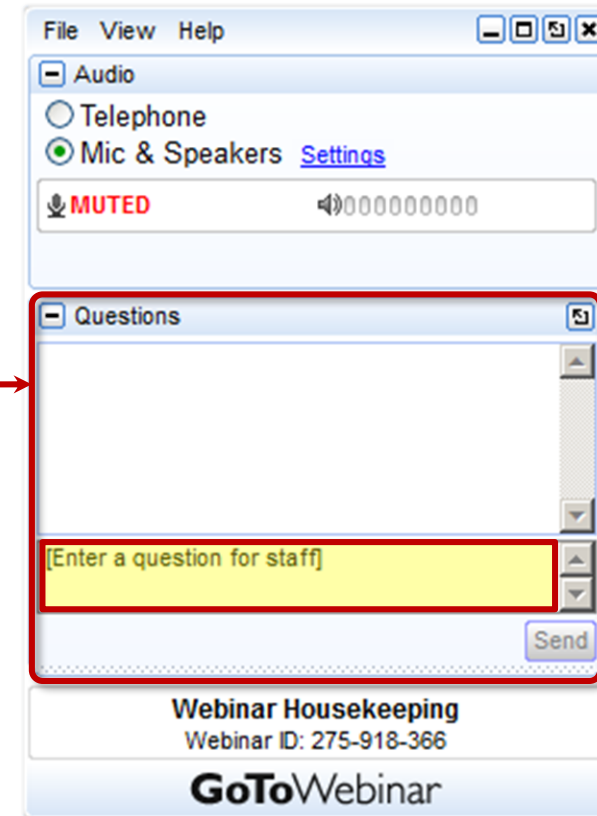 File View Help
Audio
Telephone
Mic & Speakers Settings
MUTED 000000000
Questions
[Enter a question for staff]
Send
Webinar Housekeeping
Webinar ID: 275-918-366
GoToWebinar